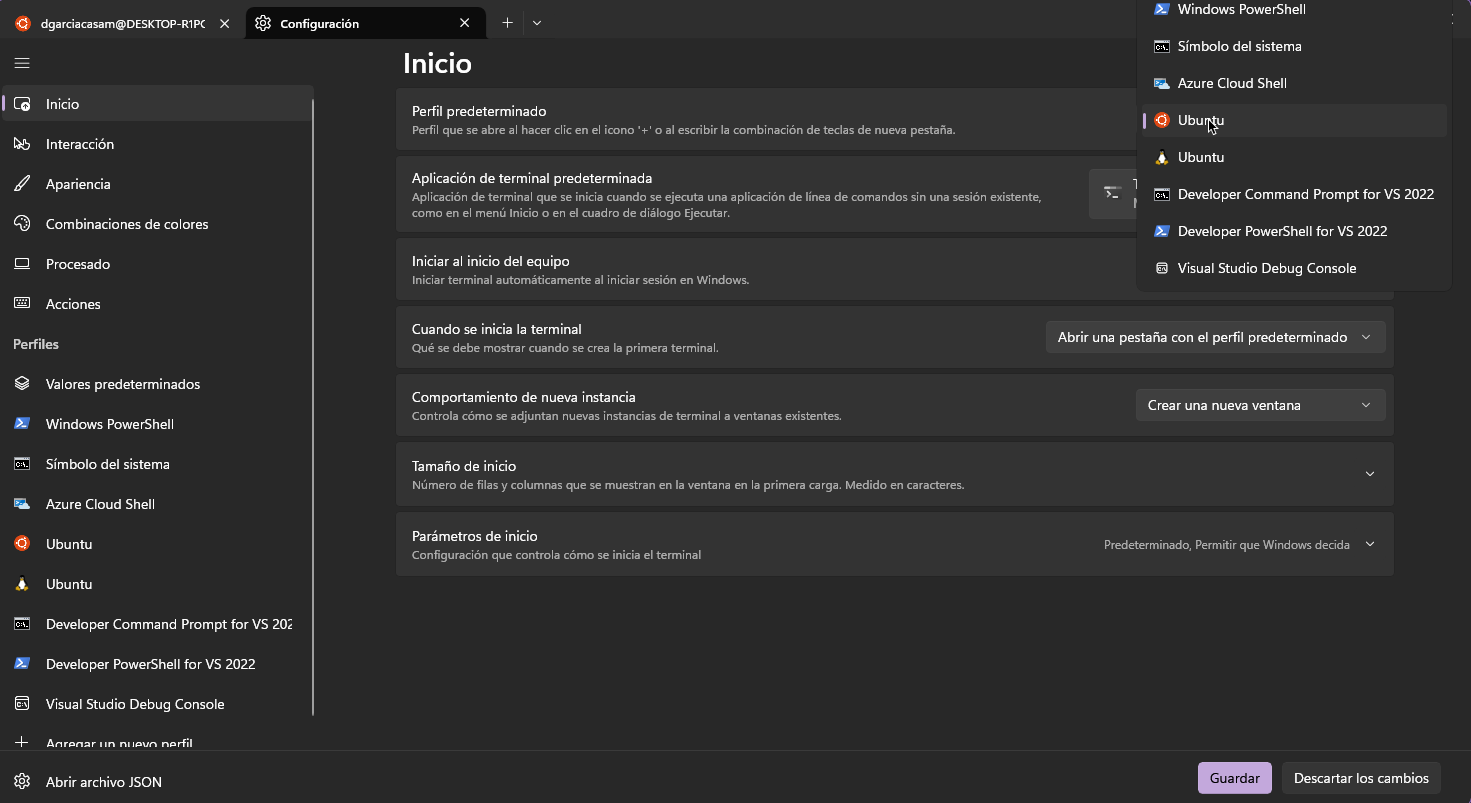 dgarciacasam@DESKTOP-R1PC
Configuración
Inicio
Interacción
Apariencia
Combinaciones de colores
Procesado
Acciones
Perfiles
Valores predeterminados
Windows PowerShell
Símbolo del sistema
Azure Cloud Shell
Ubuntu
Ubuntu
Developer Command Prompt for VS 202
Developer PowerShell for VS 2022
Visual Studio Debug Console
Agregar un nuevo perfil
Abrir archivo JSON
Inicio
Perfil predeterminado
Perfil que se abre al hacer clic en el icono '+' o al escribir la combinación de teclas de nueva pestaña.
Aplicación de terminal predeterminada
Aplicación de terminal que se inicia cuando se ejecuta una aplicación de línea de comandos sin una sesión existente,
como en el menú Inicio o en el cuadro de diálogo Ejecutar.
Iniciar al inicio del equipo
Iniciar terminal automáticamente al iniciar sesión en Windows.
Cuando se inicia la terminal
Qué se debe mostrar cuando se crea la primera terminal.
Abrir una pestaña con el perfil predeterminado
Comportamiento de nueva instancia
Controla cómo se adjuntan nuevas instancias de terminal a ventanas existentes.
Crear una nueva ventana
Tamaño de inicio
Número de filas y columnas que se muestran en la ventana en la primera carga. Medido en caracteres.
Parámetros de inicio
Configuración que controla cómo se inicia el terminal
Predeterminado, Permitir que Windows decida
Windows PowerShell
Símbolo del sistema
Azure Cloud Shell
Ubuntu
Ubuntu
Developer Command Prompt for VS 2022
Developer PowerShell for VS 2022
Visual Studio Debug Console
Guardar
Descartar los cambios